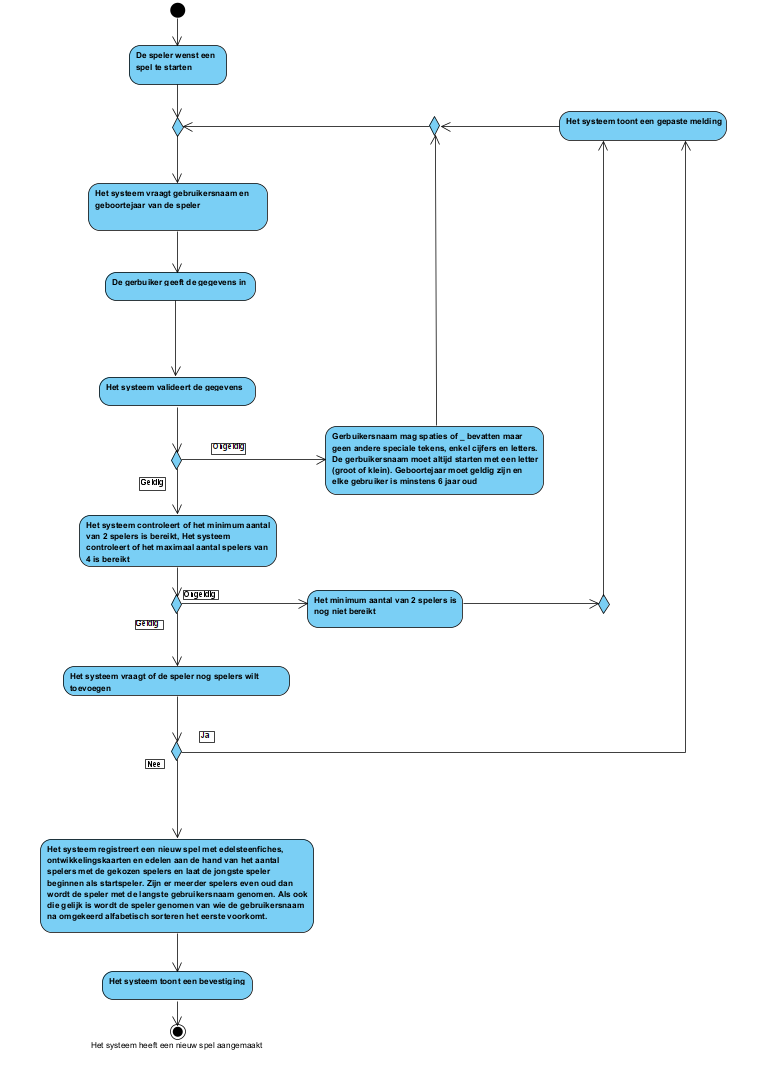 De speler wenst een
spel te starten
Het systeem toont een gepaste melding
Het systeem vraagt gebruikersnaam en
geboortejaar van de speler
De gerbuiker geeft de gegevens in
Het systeem valideert de gegevens
Ongeldig
Geldig
Gerbuikersnaam mag spaties of _ bevatten maar
geen andere speciale tekens, enkel cijfers en letters.
De gerbuikersnaam moet altijd starten met een letter
(groot of klein). Geboortejaar moet geldig zijn en
elke gebruiker is minstens 6 jaar oud
Het systeem controleert of het minimum aantal
van 2 spelers is bereikt, Het systeem
controleert of het maximaal aantal spelers van
4 is bereikt
Ongeldig
Geldig
Het minimum aantal van 2 spelers is
nog niet bereikt
Het systeem vraagt of de speler nog spelers wilt
toevoegen
Ja
Nee
Het systeem registreert een nieuw spel met edelsteenfiches,
ontwikkelingskaarten en edelen aan de hand van het aantal
spelers met de gekozen spelers en laat de jongste speler
beginnen als startspeler. Zijn er meerder spelers even oud dan
wordt de speler met de langste gebruikersnaam genomen. Als ook
die gelijk is wordt de speler genomen van wie de gebruikersnaam
na omgekeerd alfabetisch sorteren het eerste voorkomt.
Het systeem toont een bevestiging
Het systeem heeft een nieuw spel aangemaakt